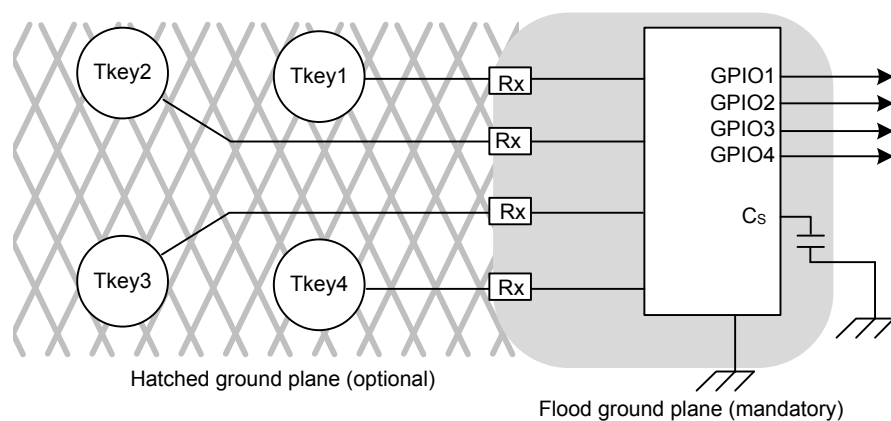 Tkey2
Tkey1
Rx
GPIO1
GPIO2
GPIO3
GPIO4
Rx
Rx
Cs
Tkey3
Tkey4
Rx
Hatched ground plane (optional)
Flood ground plane (mandatory)